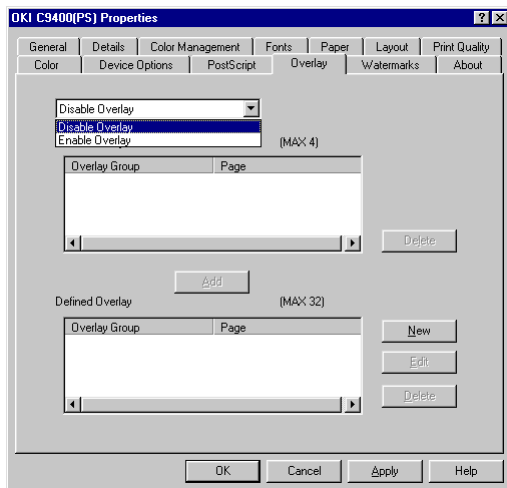 OKI C9400(PS) Properties
General Details Color Management Fonts Paper Layout Print Quality
Color Device Options PostScript Overlay Watermarks About
Disable Overlay
Disable Overlay
Enable Overlay
(MAX 4)
Overlay Group Page
Delete
Add
Defined Overlay (MAX 32)
Overlay Group Page
New
Edit
Delete
OK Cancel Apply Help